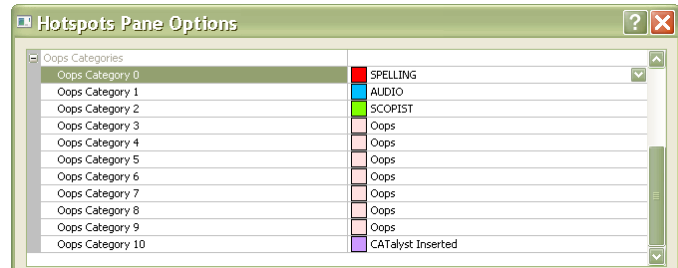 Hotspots Pane Options
Oops Categories
Oops Category 0 SPELLING
Oops Category 1 AUDIO
Oops Category 2 SCOPIST
Oops Category 3 Oops
Oops Category 4 Oops
Oops Category 5 Oops
Oops Category 6 Oops
Oops Category 7 Oops
Oops Category 8 Oops
Oops Category 9 Oops
Oops Category 10 CATalyst Inserted